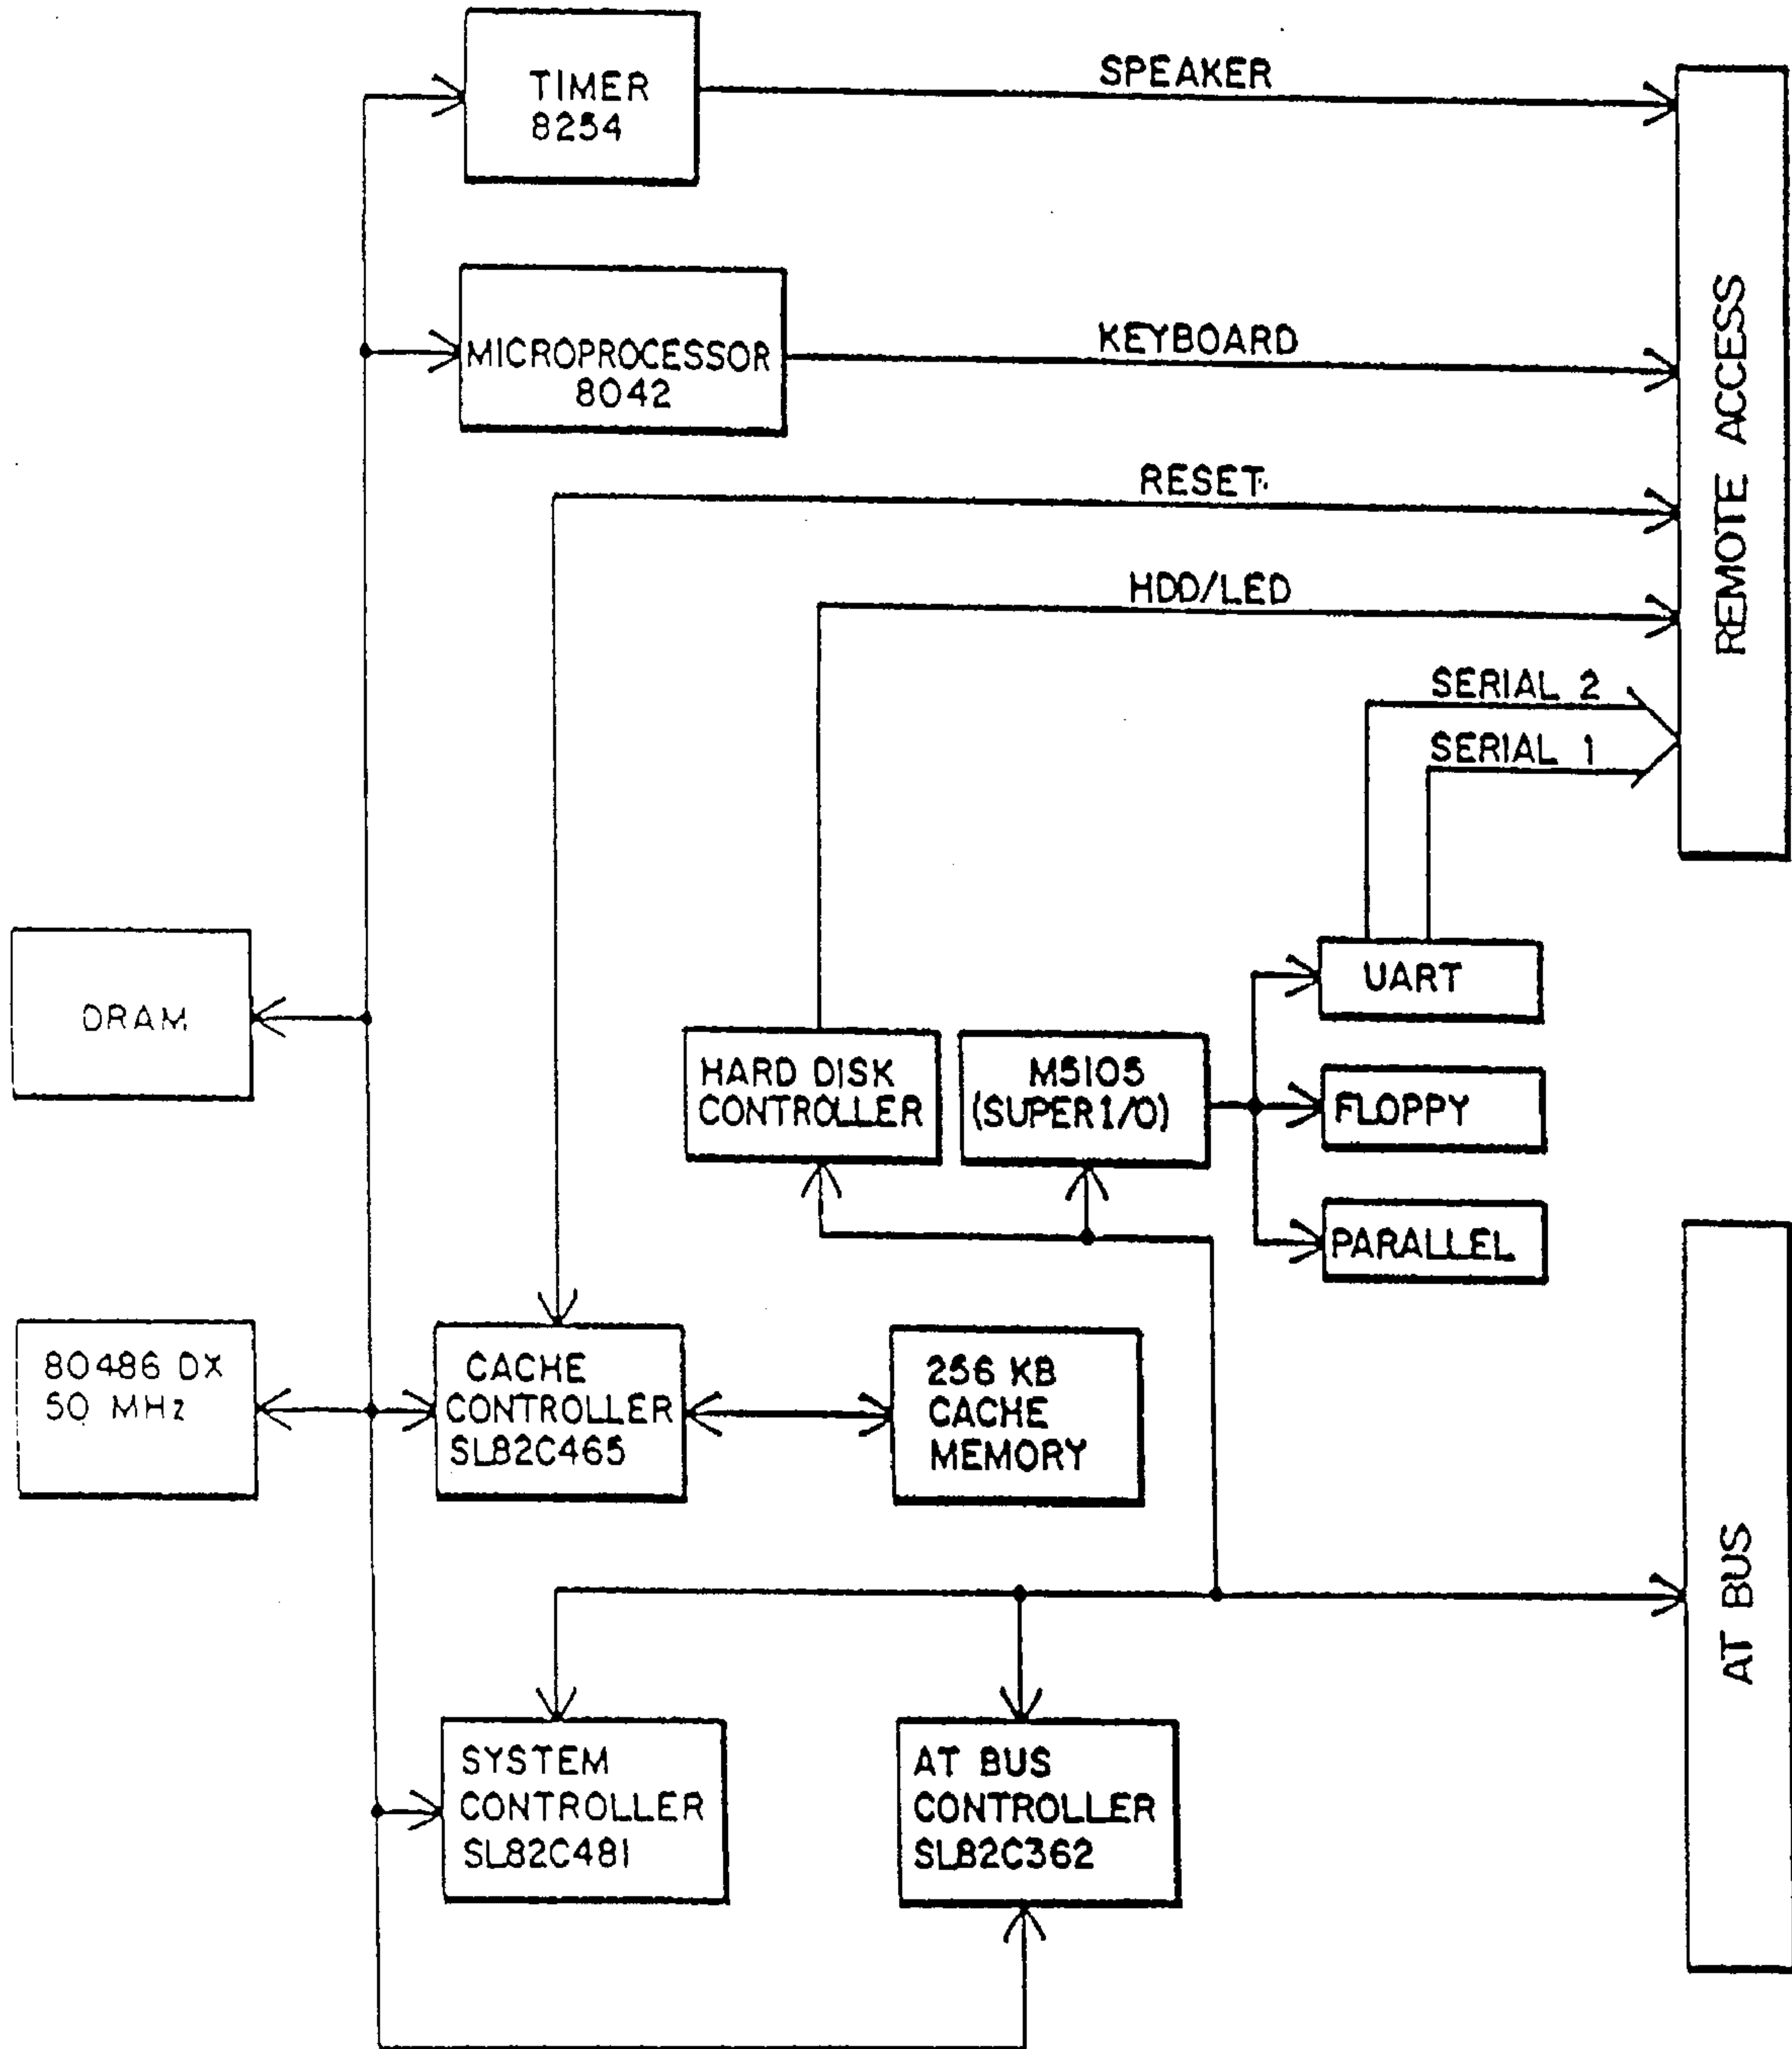 TIMER
8254
SPEAKER
MICROPROCESSOR
8042
KEYBOARD
RESET
HDD/LED
SERIAL 2
SERIAL 1
REMOTE ACCESS
DRAM
UART
HARD DISK
CONTROLLER
M5105
(SUPER I/O)
FLOPPY
PARALLEL
80486 DX
50 MHz
CACHE
CONTROLLER
SL82C465
256 KB
CACHE
MEMORY
AT BUS
SYSTEM
CONTROLLER
SL82C481
AT BUS
CONTROLLER
SL82C362